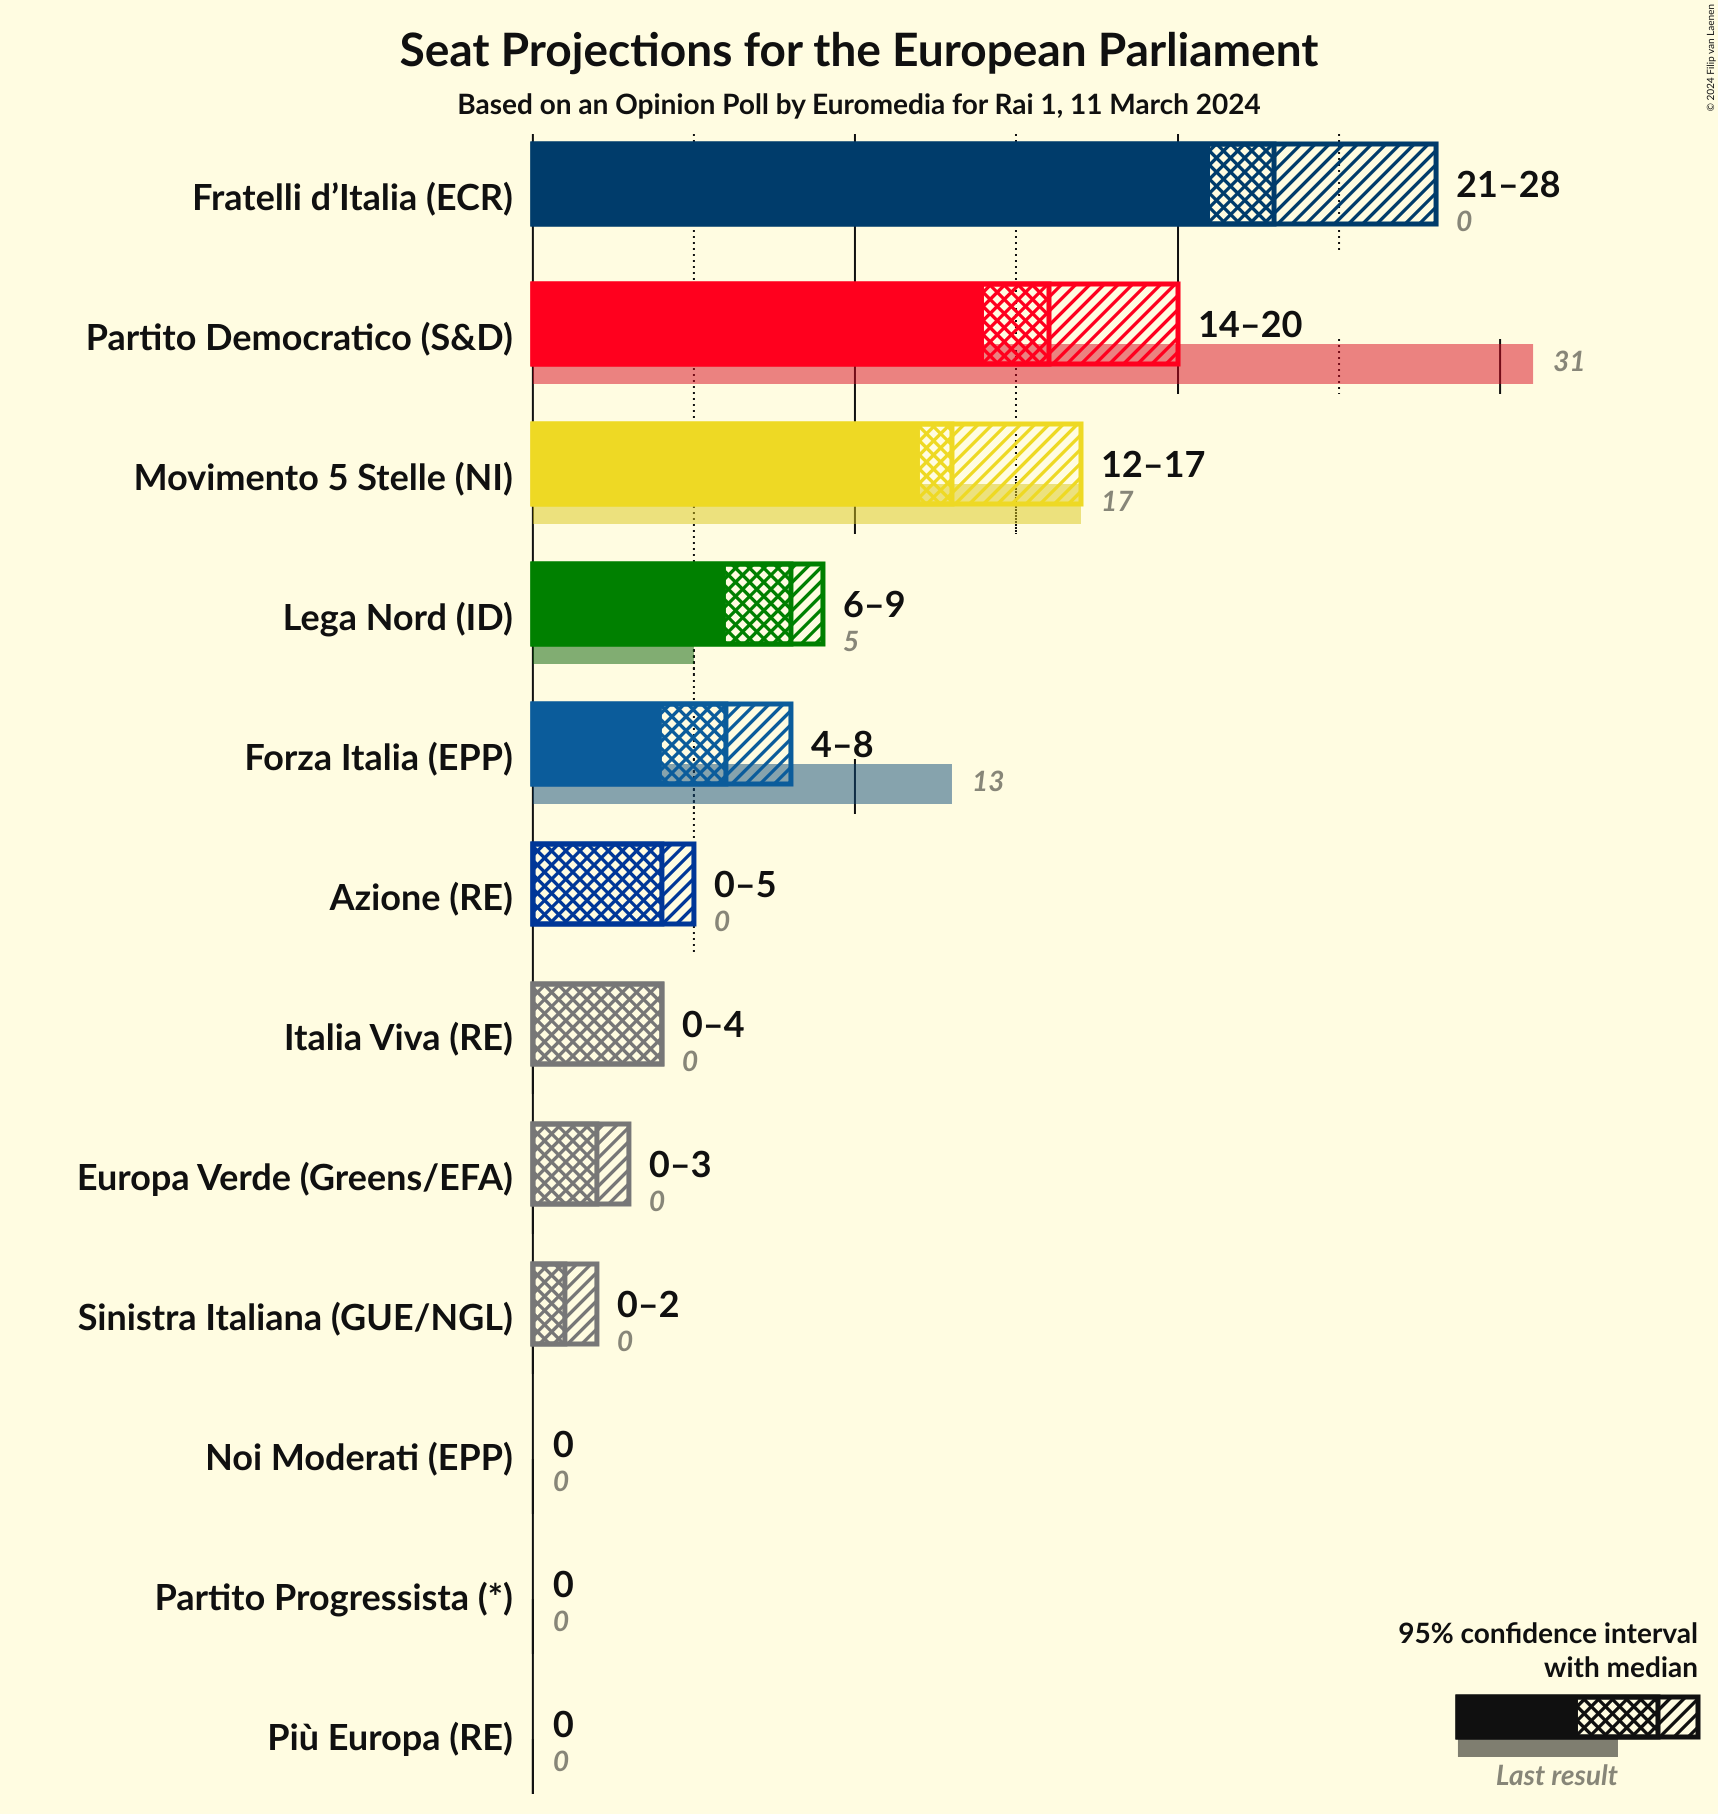 Seat Projections for the European Parliament
Based on an Opinion Poll by Euromedia for Rai 1, 11 March 2024
© 2024 Filip van Laenen
Fratelli d’Italia (ECR)
21–28
0
Partito Democratico (S&D)
14–20
31
Movimento 5 Stelle (NI)
12–17
17
Lega Nord (ID)
6–9
5
Forza Italia (EPP)
4–8
13
Azione (RE)
0–5
0
Italia Viva (RE)
0–4
0
Europa Verde (Greens/EFA)
0–3
0
Sinistra Italiana (GUE/NGL)
0–2
0
Noi Moderati (EPP)
0
0
Partito Progressista (*)
0
0
Più Europa (RE)
0
0
95% confidence interval
with median
Last result